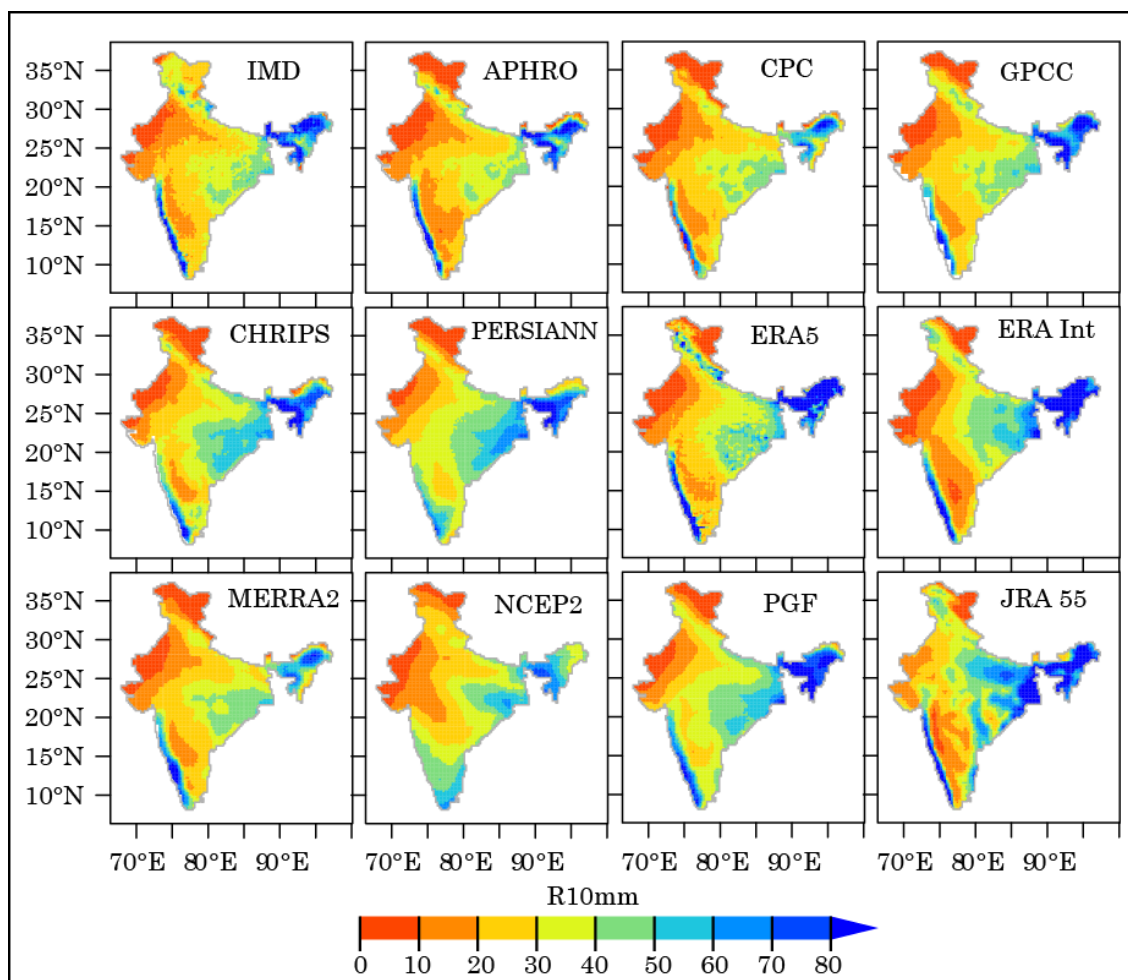 IMD APHRO CPC GPCC
35°N
30°N
25°N
20°N
15°N
10°N
CHRIPS PERSIANN ERA5 ERA Int
35°N
30°N
25°N
20°N
15°N
10°N
MERRA2 NCEP2 PGF JRA 55
35°N
30°N
25°N
20°N
15°N
10°N
70°E 80°E 90°E 70°E 80°E 90°E 70°E 80°E 90°E 70°E 80°E 90°E
R10mm
0 10 20 30 40 50 60 70 80